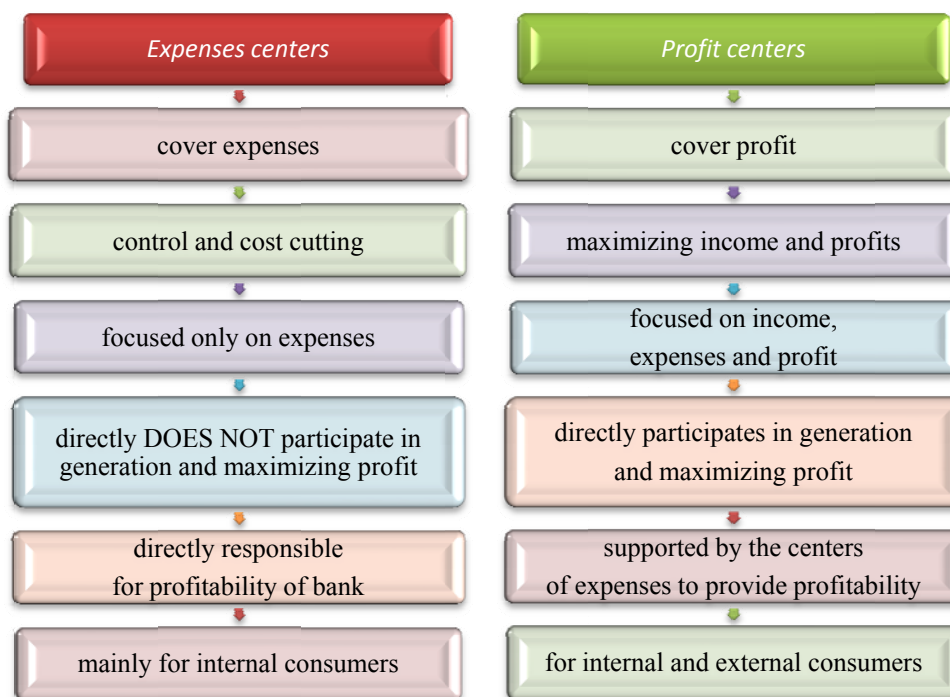 Expenses centers
cover expenses
control and cost cutting
focused only on expenses
directly DOES NOT participate in
generation and maximizing profit
directly responsible
for profitability of bank
mainly for internal consumers
Profit centers
cover profit
maximizing income and profits
focused on income,
expenses and profit
directly participates in generation
and maximizing profit
supported by the centers
of expenses to provide profitability
for internal and external consumers